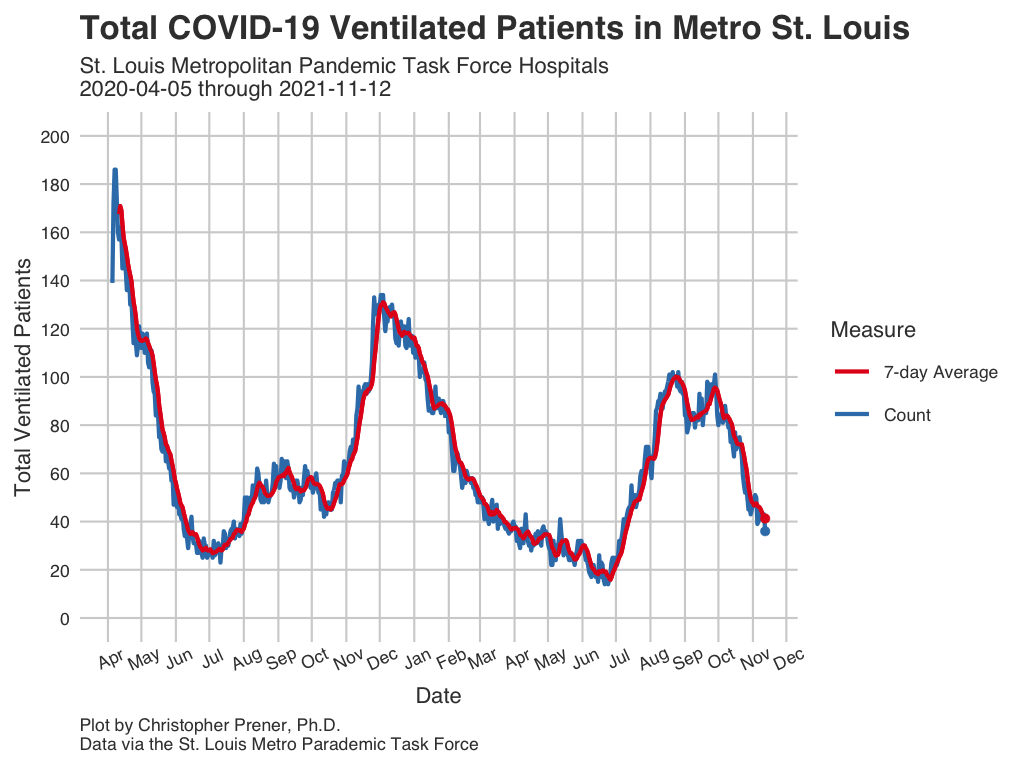 Total COVID-19 Ventilated Patients in Metro St. Louis
St. Louis Metropolitan Pandemic Task Force Hospitals
2020-04-05 through 2021-11-12
Total Ventilated Patients
200
180
160
140
120
100
80
60
40
20
0
Apr May Jun Jul Aug Sep Oct Nov Dec Jan Feb Mar Apr May Jun Jul Aug Sep Oct Nov Dec
Date
Measure
7-day Average
Count
Plot by Christopher Prener, Ph.D.
Data via the St. Louis Metro Parademic Task Force